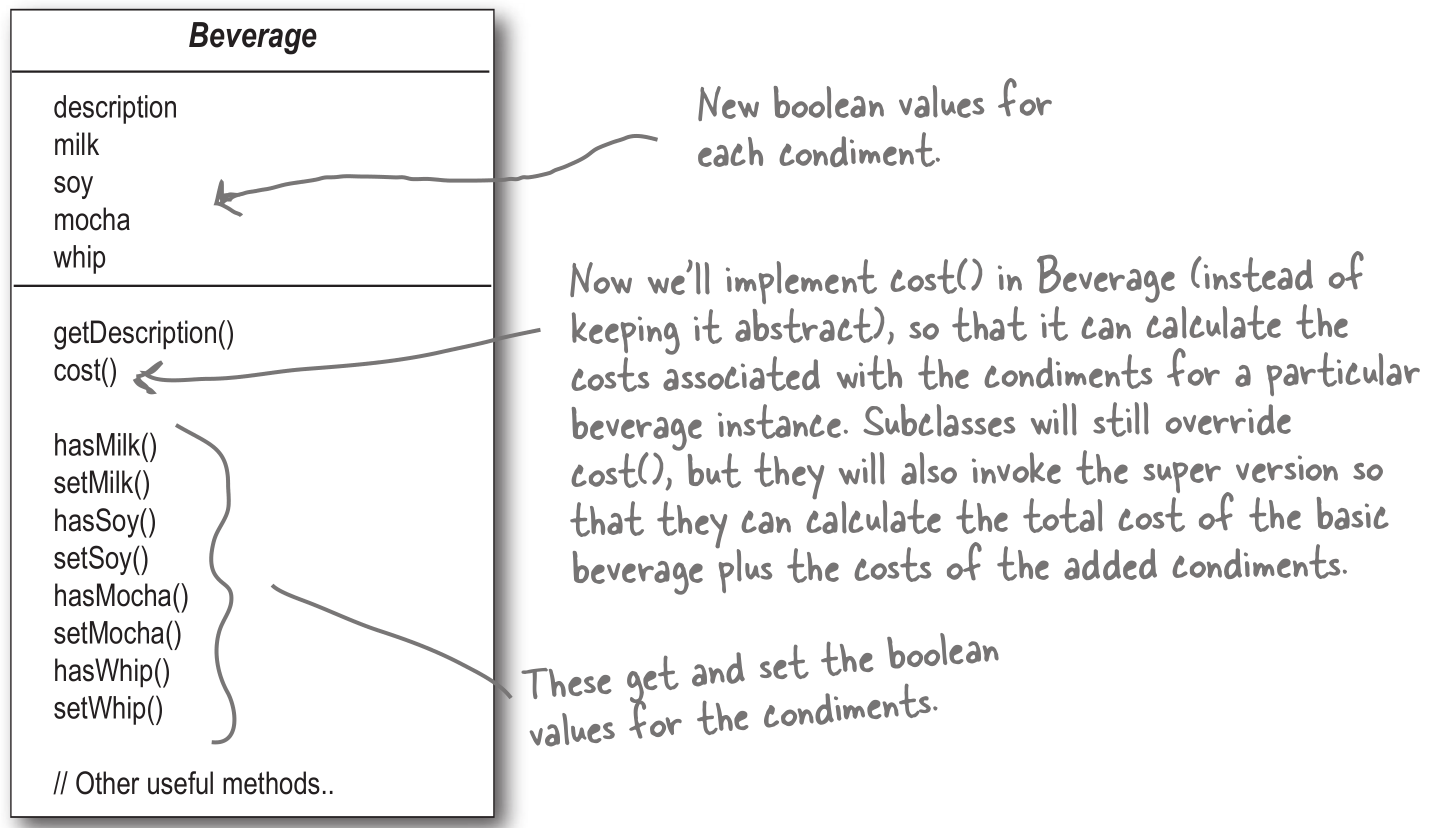 Beverage
description
milk
soy
mocha
whip
getDescription()
cost()
hasMilk()
setMilk()
hasSoy()
setSoy()
hasMocha()
setMocha()
hasWhip()
setWhip()
// Other useful methods..
New boolean values for
each condiment.
Now we'll implement cost() in Beverage (instead of
keeping it abstract), so that it can calculate the
costs associated with the condiments for a particular
beverage instance. Subclasses will still override
cost(), but they will also invoke the super version so
that they can calculate the total cost of the basic
beverage plus the costs of the added condiments.
These get and set the boolean
values for the condiments.